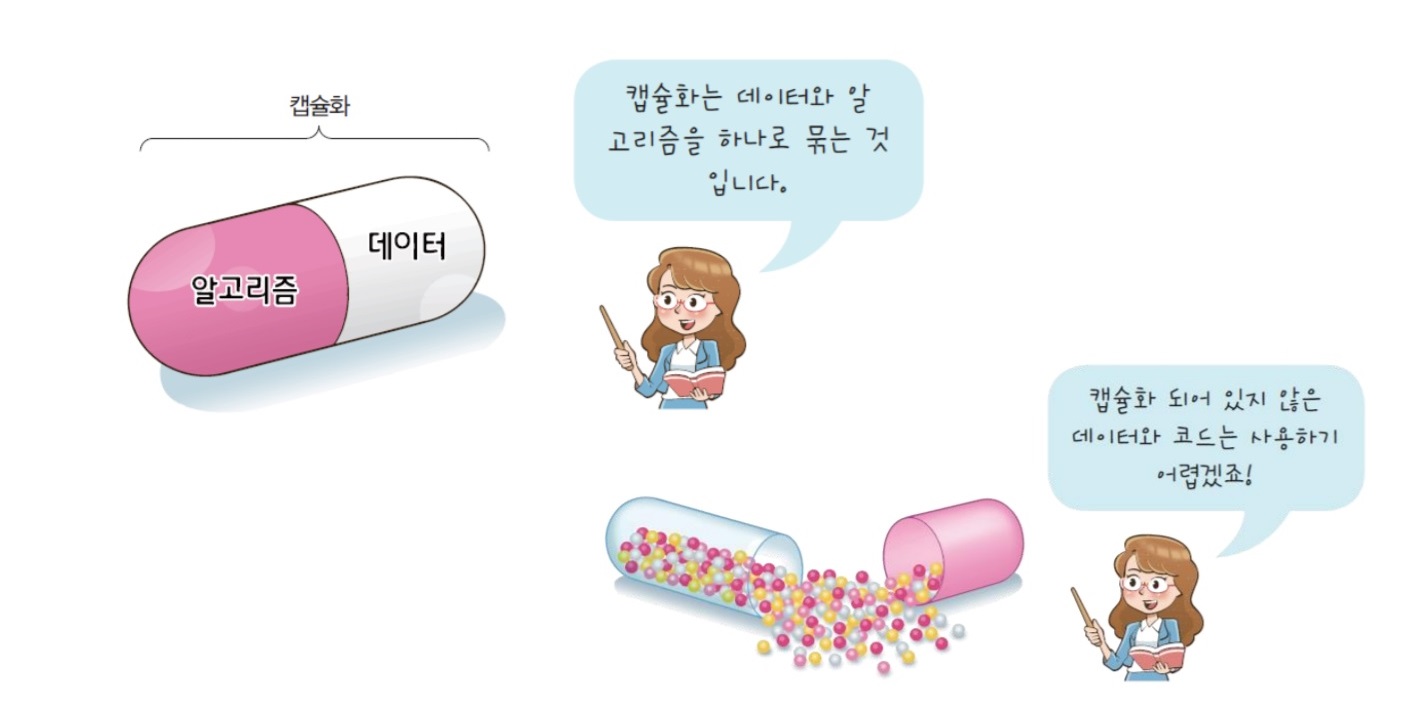 캡슐화
알고리즘
데이터
캡슐화는 데이터와 알
고리즘을 하나로 묶는 것
입니다.
캡슐화 되어 있지 않은
데이터와 코드는 사용하기
어렵겠죠!